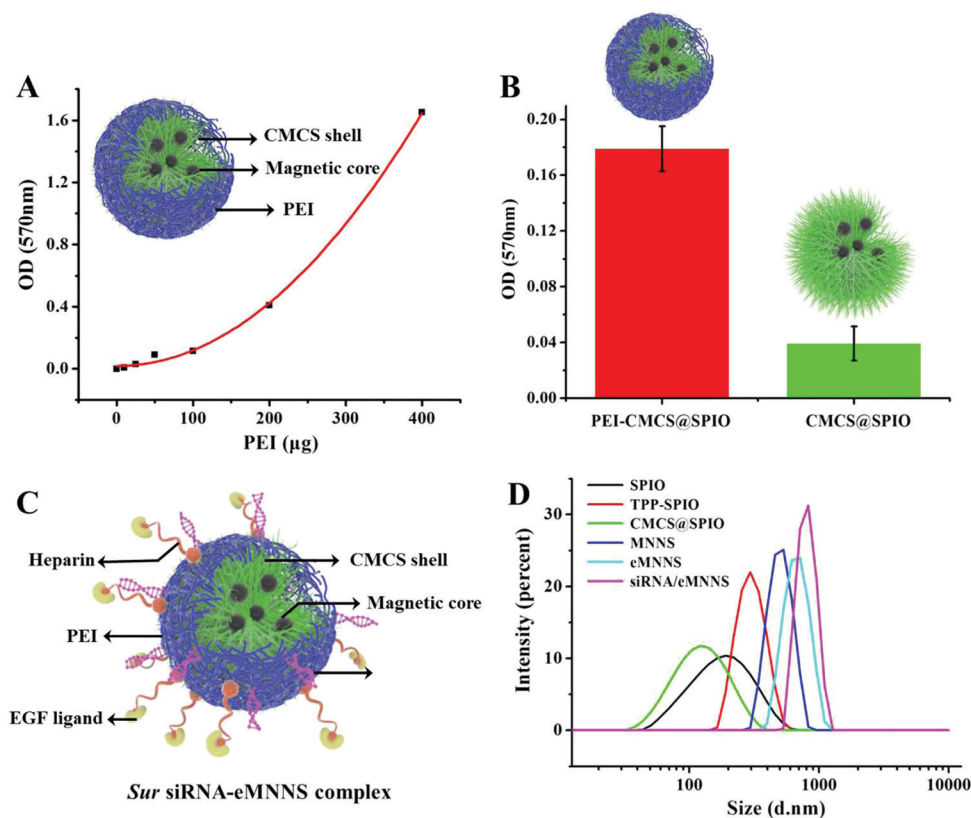 A
1.6
1.2
0.8
0.4
0.0
OD (570nm)
0
100
200
300
400
PEI (µg)
CMCS shell
Magnetic core
PEI
B
0.20
0.16
0.12
0.08
0.04
0.00
OD (570nm)
PEI-CMCS@SPIO
CMCS@SPIO
C
Heparin
CMCS shell
Magnetic core
PEI
EGF ligand
Sur siRNA-eMNNS complex
D
SPIO
TPP-SPIO
CMCS@SPIO
MNNS
eMNNS
siRNA/eMNNS
30
20
10
0
Intensity (percent)
100
1000
10000
Size (d.nm)